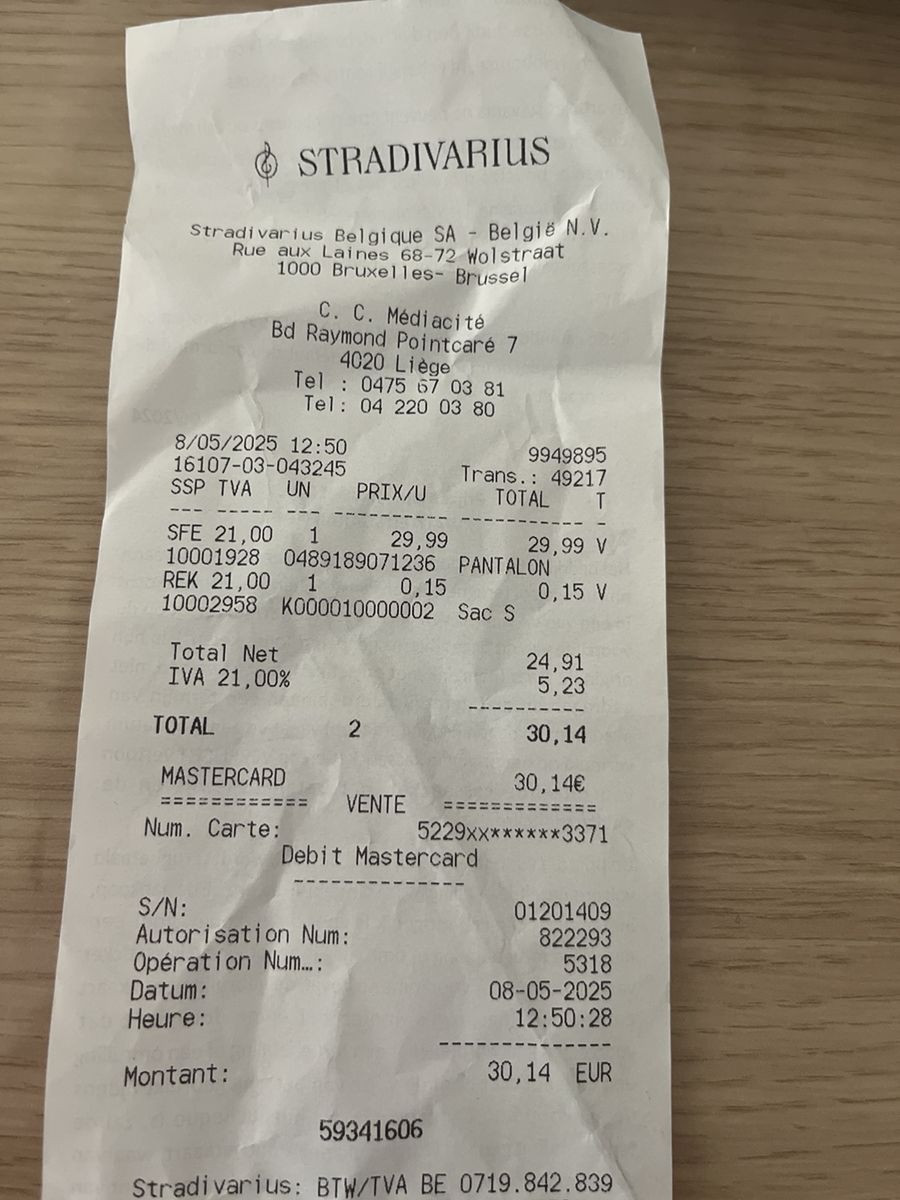 STRADIVARIUS
Stradivarius Belgique SA - België N.V.
Rue aux Laines 68-72 Wolstraat
1000 Bruxelles- Brussel
C. C. Médiacité
Bd Raymond Pointcaré 7
4020 Liège
Tel : 0475 67 03 81
Tel: 04 220 03 80
8/05/2025 12:50 9949895
16107-03-043245 Trans.: 49217
SSP TVA UN PRIX/U TOTAL T
--- ----- --- ---------- ----------- -
SFE 21,00 1 29,99 29,99 V
10001928 0489189071236 PANTALON
REK 21,00 1 0,15 0,15 V
10002958 K000010000002 Sac S
Total Net 24,91
IVA 21,00% 5,23
----------
TOTAL 2 30,14
MASTERCARD 30,14€
============ VENTE =============
Num. Carte: 5229xx******3371
Debit Mastercard
--------------
S/N: 01201409
Autorisation Num: 822293
Opération Num…: 5318
Datum: 08-05-2025
Heure: 12:50:28
--------------
Montant: 30,14 EUR
59341606
Stradivarius: BTW/TVA BE 0719.842.839